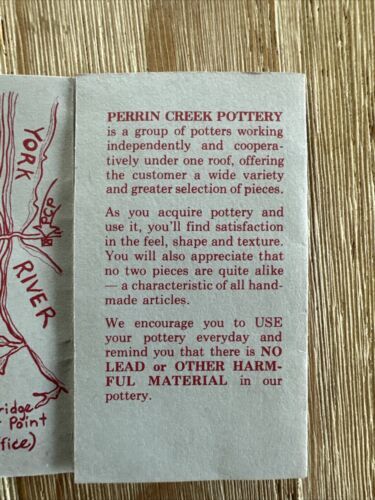 PERRIN CREEK POTTERY
is a group of potters working
independently and coopera-
tively under one roof, offering
the customer a wide variety
and greater selection of pieces.
As you acquire pottery and
use it, you'll find satisfaction
in the feel, shape and texture.
You will also appreciate that
no two pieces are quite alike
— a characteristic of all hand-
made articles.
We encourage you to USE
your pottery everyday and
remind you that there is NO
LEAD or OTHER HARM-
FUL MATERIAL in our
pottery.
YORK
RIVER
Point